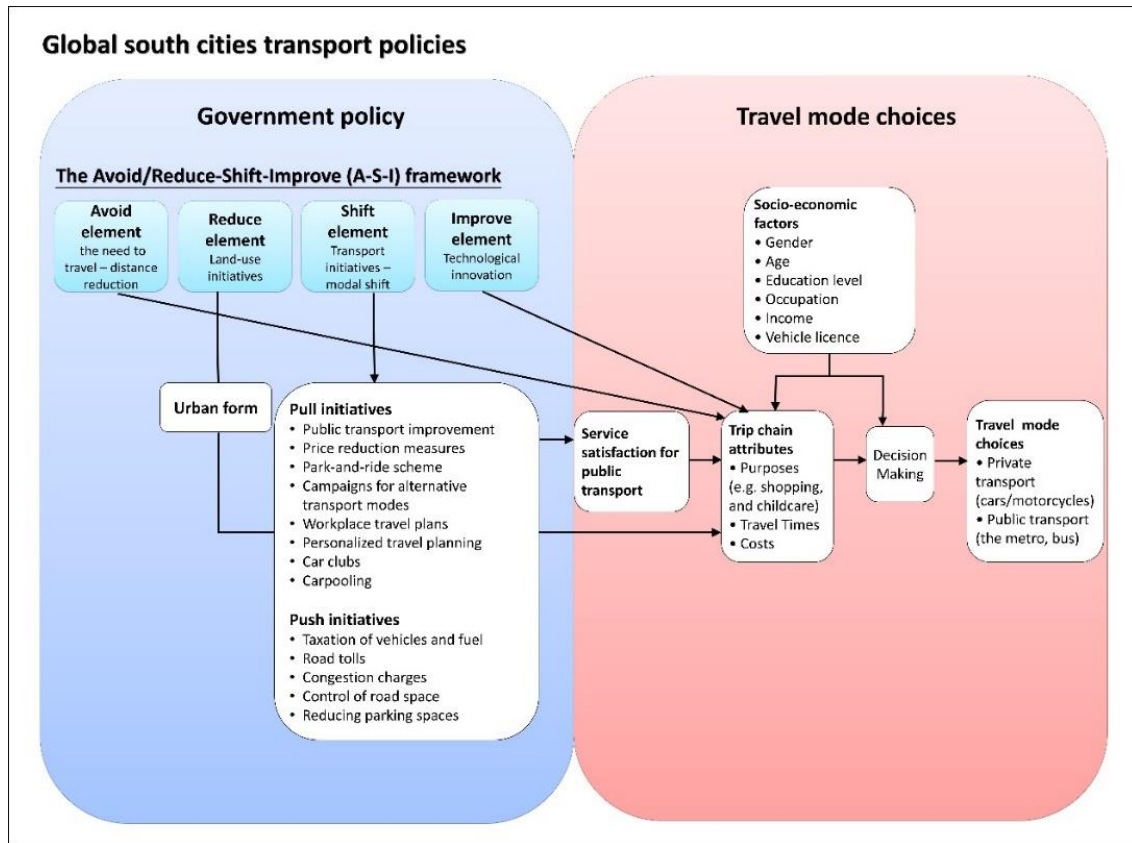 Global south cities transport policies
Government policy
The Avoid/Reduce-Shift-Improve (A-S-I) framework
Avoid
element
the need to
travel – distance
reduction
Reduce
element
Land-use
initiatives
Shift
element
Transport
initiatives –
modal shift
Improve
element
Technological
innovation
Urban form
Pull initiatives
• Public transport improvement
• Price reduction measures
• Park-and-ride scheme
• Campaigns for alternative
transport modes
• Workplace travel plans
• Personalized travel planning
• Car clubs
• Carpooling
Push initiatives
• Taxation of vehicles and fuel
• Road tolls
• Congestion charges
• Control of road space
• Reducing parking spaces
Travel mode choices
Socio-economic
factors
• Gender
• Age
• Education level
• Occupation
• Income
• Vehicle licence
Service
satisfaction for
public
transport
Trip chain
attributes
• Purposes
(e.g. shopping,
and childcare)
• Travel Times
• Costs
Decision
Making
Travel mode
choices
• Private
transport
(cars/motorcycles)
• Public transport
(the metro, bus)